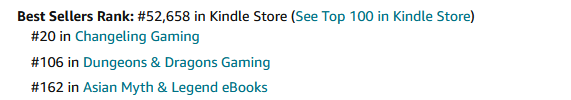 Best Sellers Rank: #52,658 in Kindle Store (See Top 100 in Kindle Store)
#20 in Changeling Gaming
#106 in Dungeons & Dragons Gaming
#162 in Asian Myth & Legend eBooks